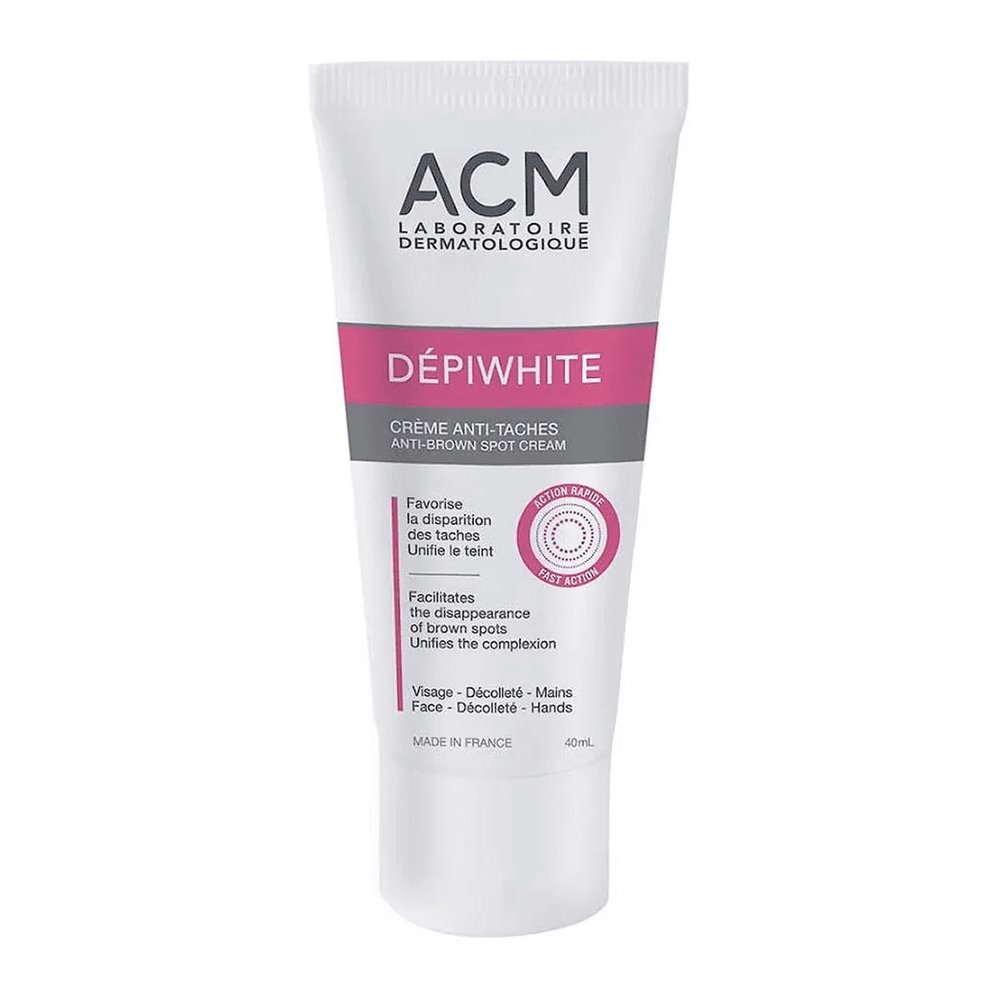 ACM
LABORATOIRE
DERMATOLOGIQUE
DÉPIWHITE
CRÈME ANTI-TACHES
ANTI-BROWN SPOT CREAM
Favorise
la disparition
des taches
Unifie le teint
ACTION RAPIDE
FAST ACTION
Facilitates
the disappearance
of brown spots
Unifies the complexion
Visage - Décolleté - Mains
Face - Décolleté - Hands
MADE IN FRANCE
40mL